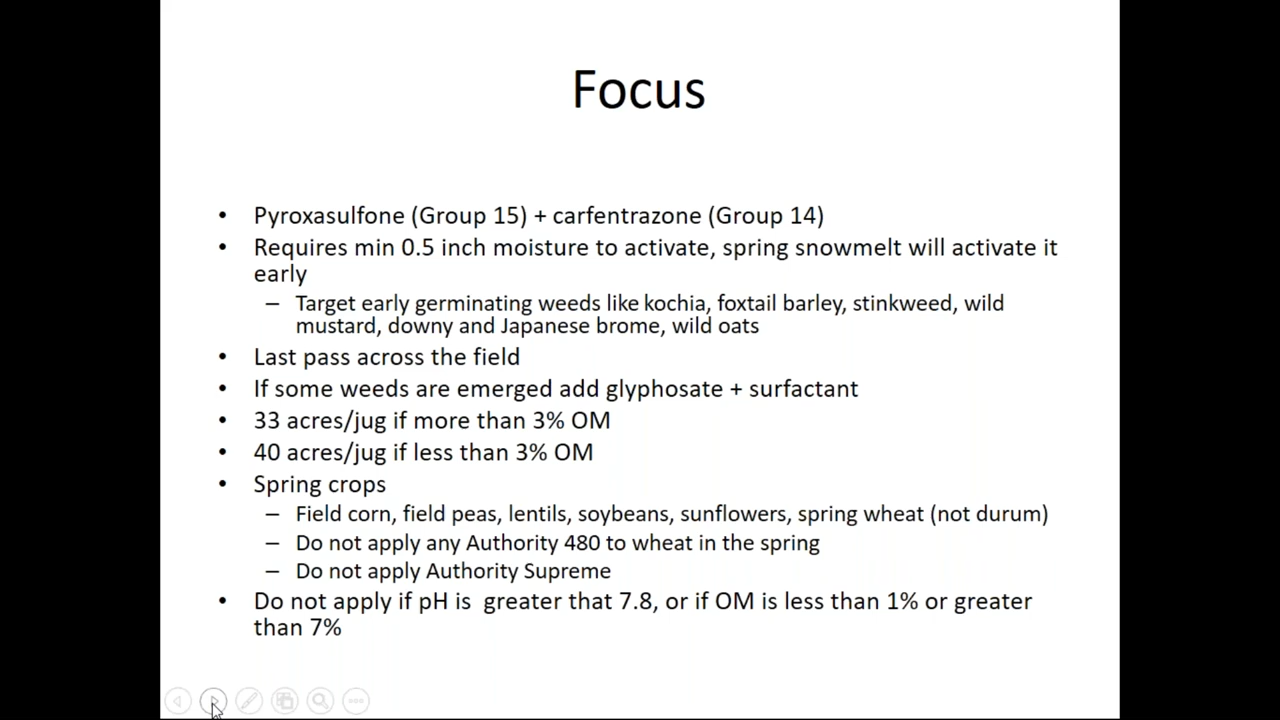 Focus
• Pyroxasulfone (Group 15) + carfentrazone (Group 14)
• Requires min 0.5 inch moisture to activate, spring snowmelt will activate it
early
– Target early germinating weeds like kochia, foxtail barley, stinkweed, wild
mustard, downy and Japanese brome, wild oats
• Last pass across the field
• If some weeds are emerged add glyphosate + surfactant
• 33 acres/jug if more than 3% OM
• 40 acres/jug if less than 3% OM
• Spring crops
– Field corn, field peas, lentils, soybeans, sunflowers, spring wheat (not durum)
– Do not apply any Authority 480 to wheat in the spring
– Do not apply Authority Supreme
• Do not apply if pH is  greater that 7.8, or if OM is less than 1% or greater
than 7%